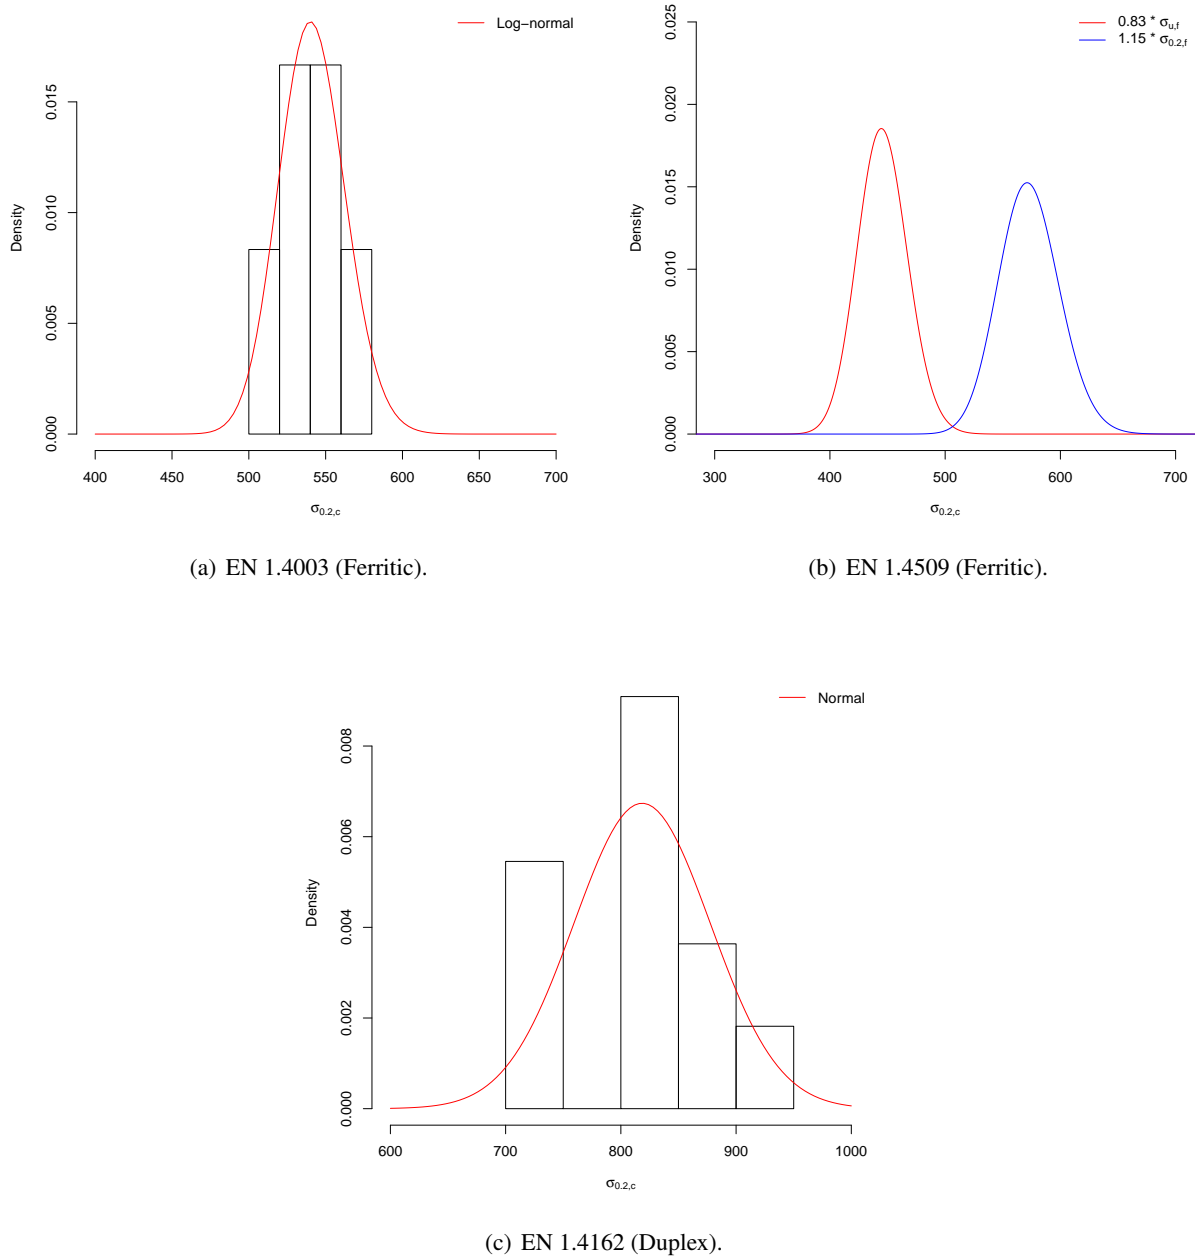 Log−normal
Density
0.000
0.005
0.010
0.015
400 450 500 550 600 650 700
σ0.2,c
(a) EN 1.4003 (Ferritic).
0.83 * σu,f
1.15 * σ0.2,f
Density
0.000
0.005
0.010
0.015
0.020
0.025
300 400 500 600 700
σ0.2,c
(b) EN 1.4509 (Ferritic).
Normal
Density
0.000
0.002
0.004
0.006
0.008
600 700 800 900 1000
σ0.2,c
(c) EN 1.4162 (Duplex).